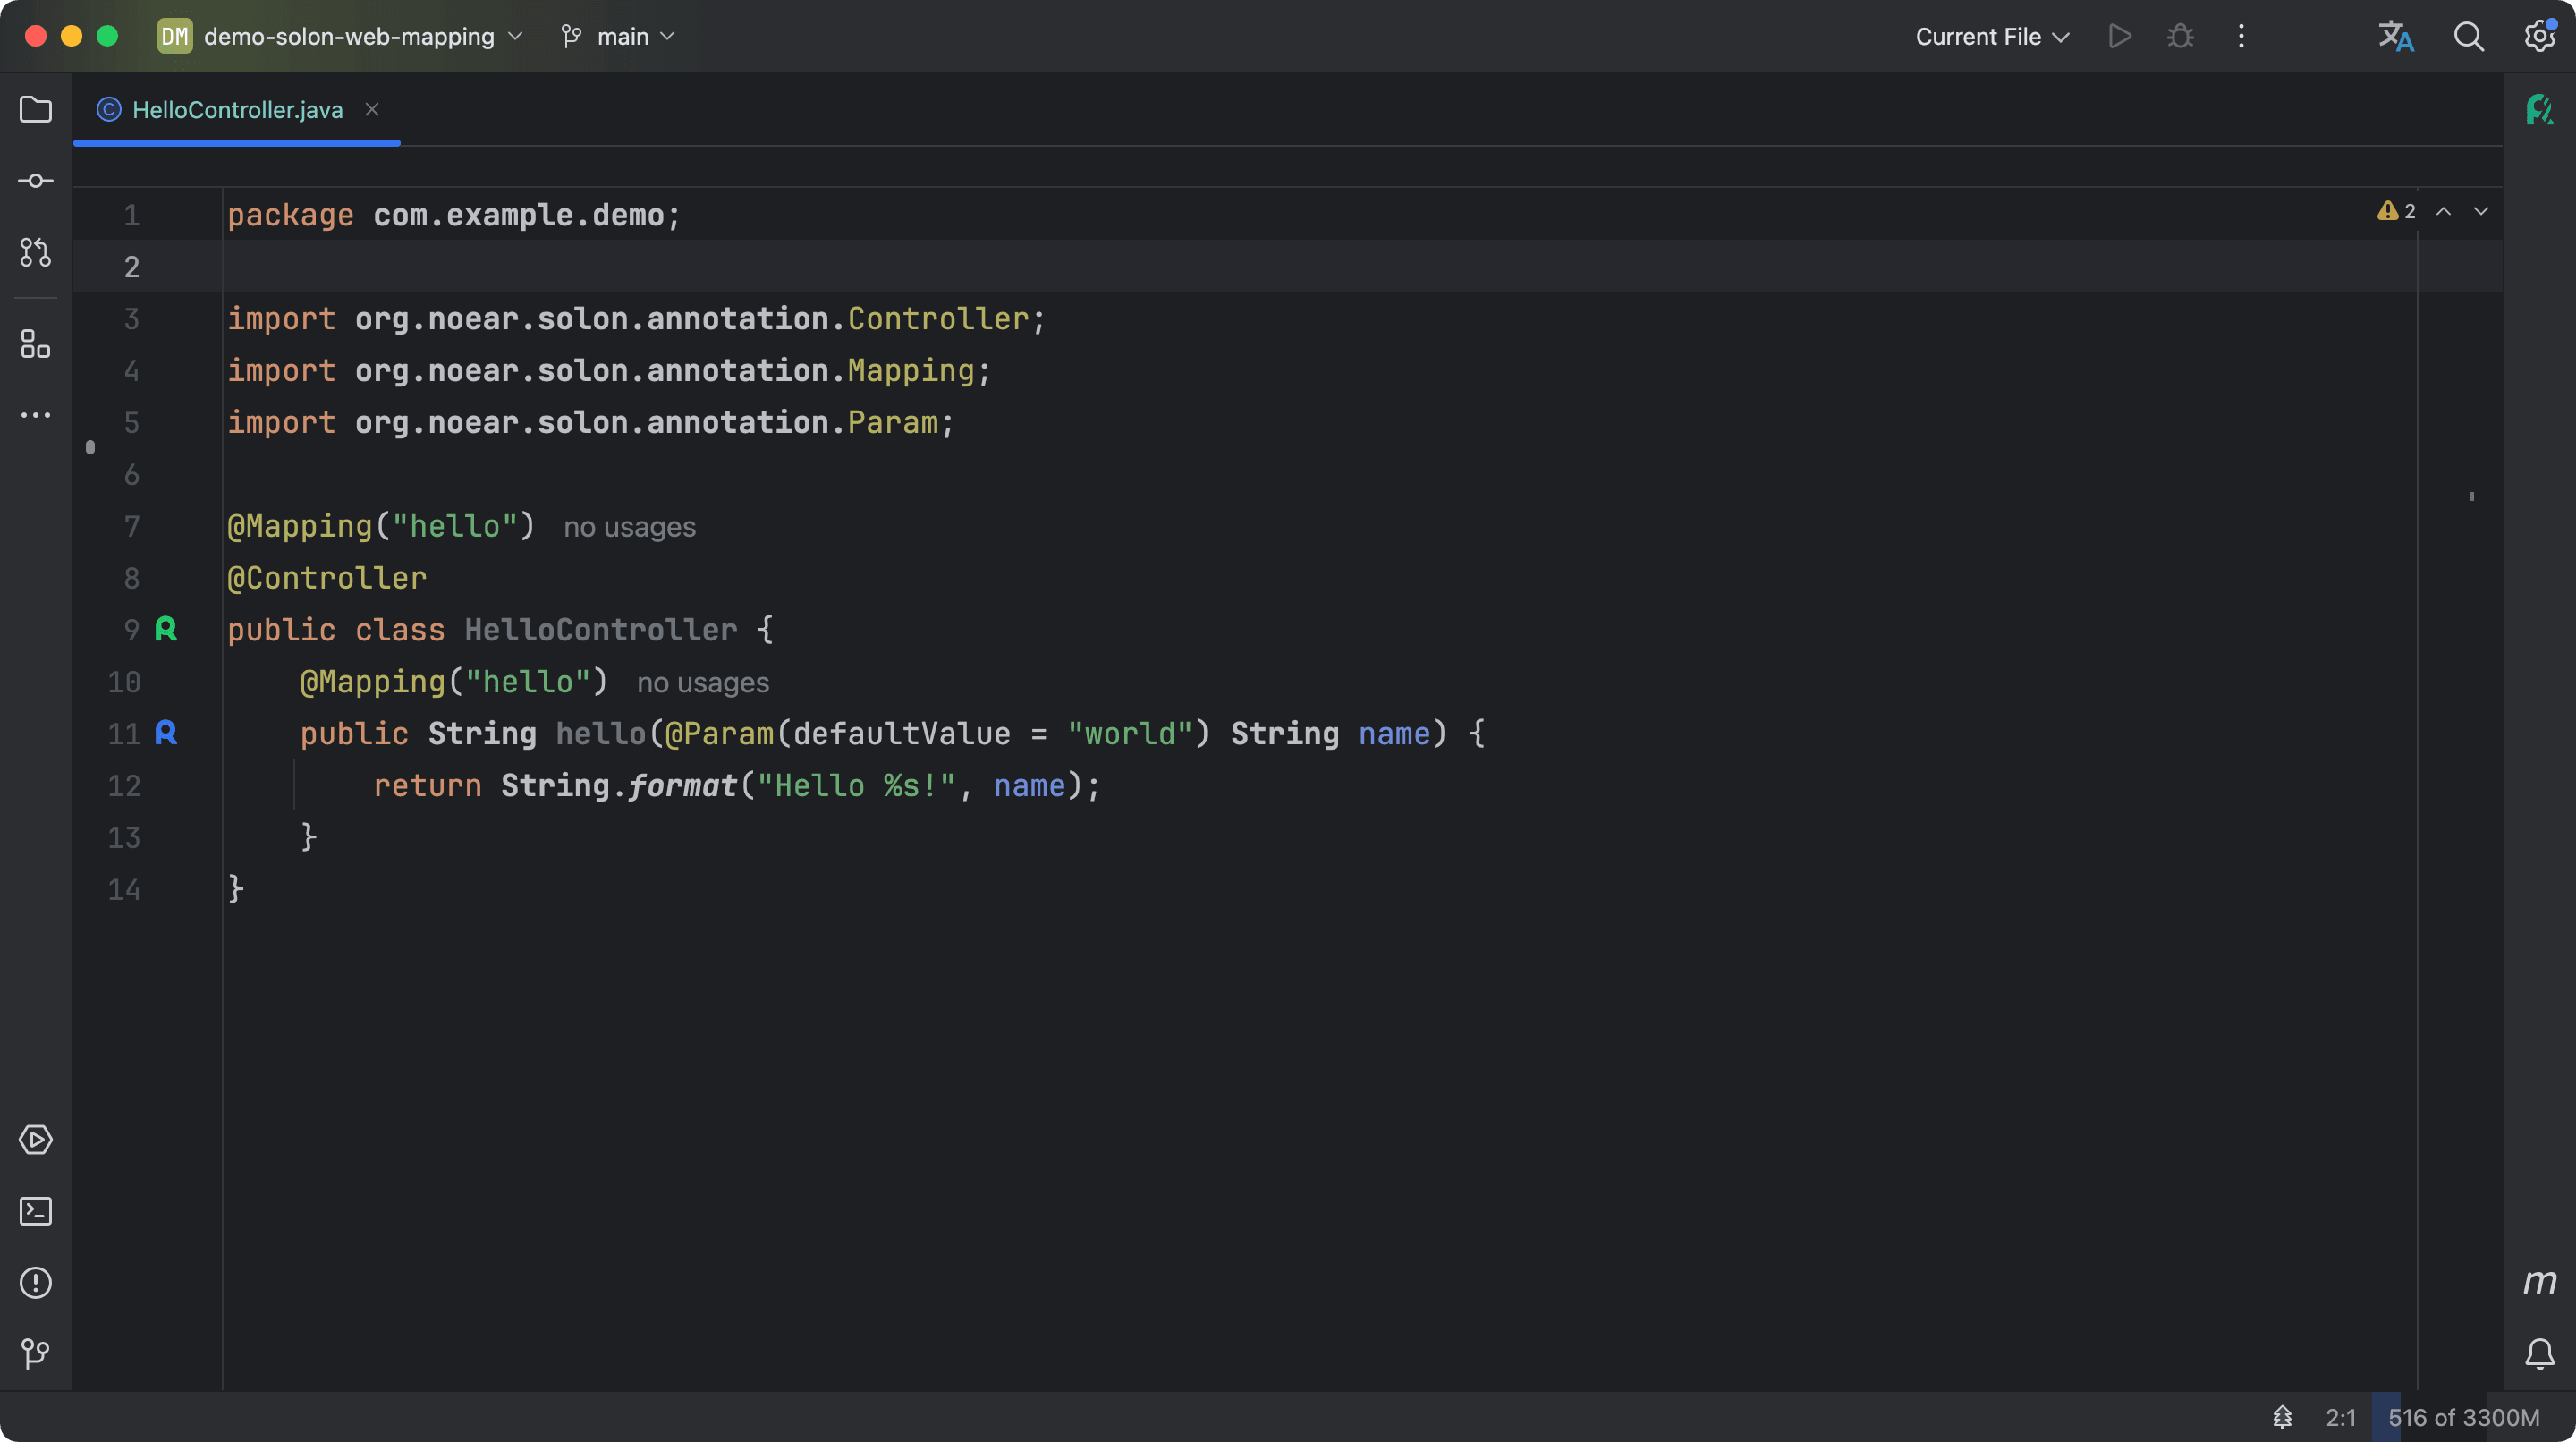 DM demo-solon-web-mapping main Current File
HelloController.java
1 package com.example.demo; 2
2
3 import org.noear.solon.annotation.Controller;
4 import org.noear.solon.annotation.Mapping;
5 import org.noear.solon.annotation.Param;
6
7 @Mapping("hello") no usages
8 @Controller
9 public class HelloController {
10 @Mapping("hello") no usages
11 public String hello(@Param(defaultValue = "world") String name) {
12 return String.format("Hello %s!", name);
13 }
14 }
m
2:1 516 of 3300M